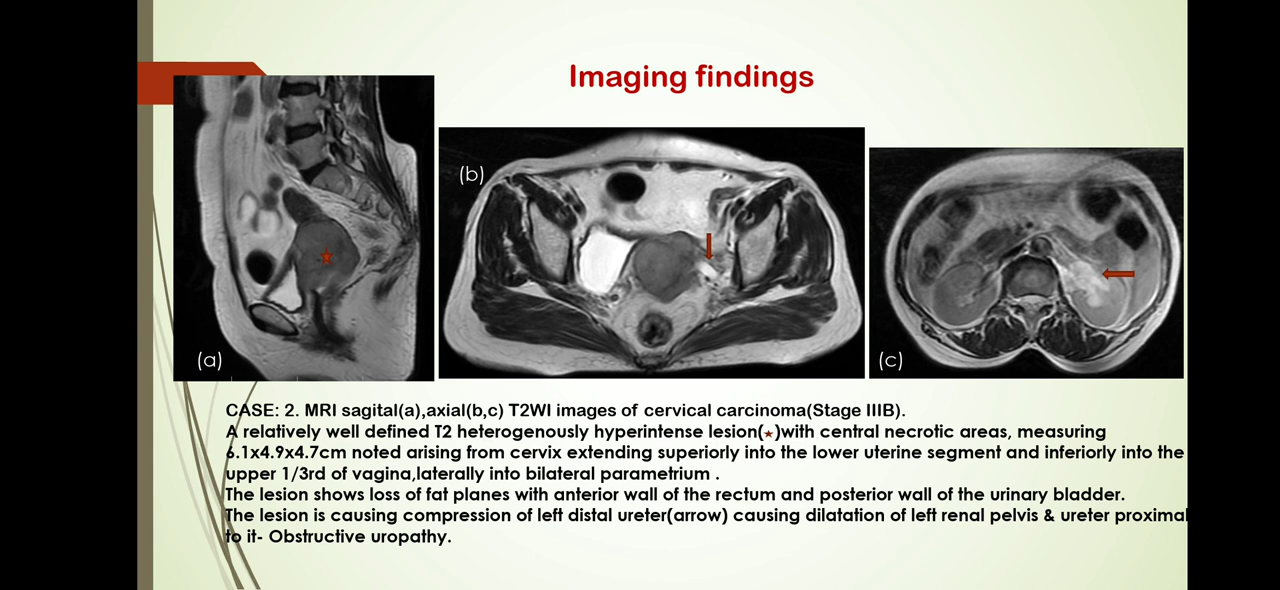 Imaging findings
(a)
(b)
(c)
CASE: 2. MRI sagital(a),axial(b,c) T2WI images of cervical carcinoma(Stage IIIB).
A relatively well defined T2 heterogenously hyperintense lesion(★)with central necrotic areas, measuring
6.1x4.9x4.7cm noted arising from cervix extending superiorly into the lower uterine segment and inferiorly into the
upper 1/3rd of vagina,laterally into bilateral parametrium .
The lesion shows loss of fat planes with anterior wall of the rectum and posterior wall of the urinary bladder.
The lesion is causing compression of left distal ureter(arrow) causing dilatation of left renal pelvis & ureter proximal
to it- Obstructive uropathy.